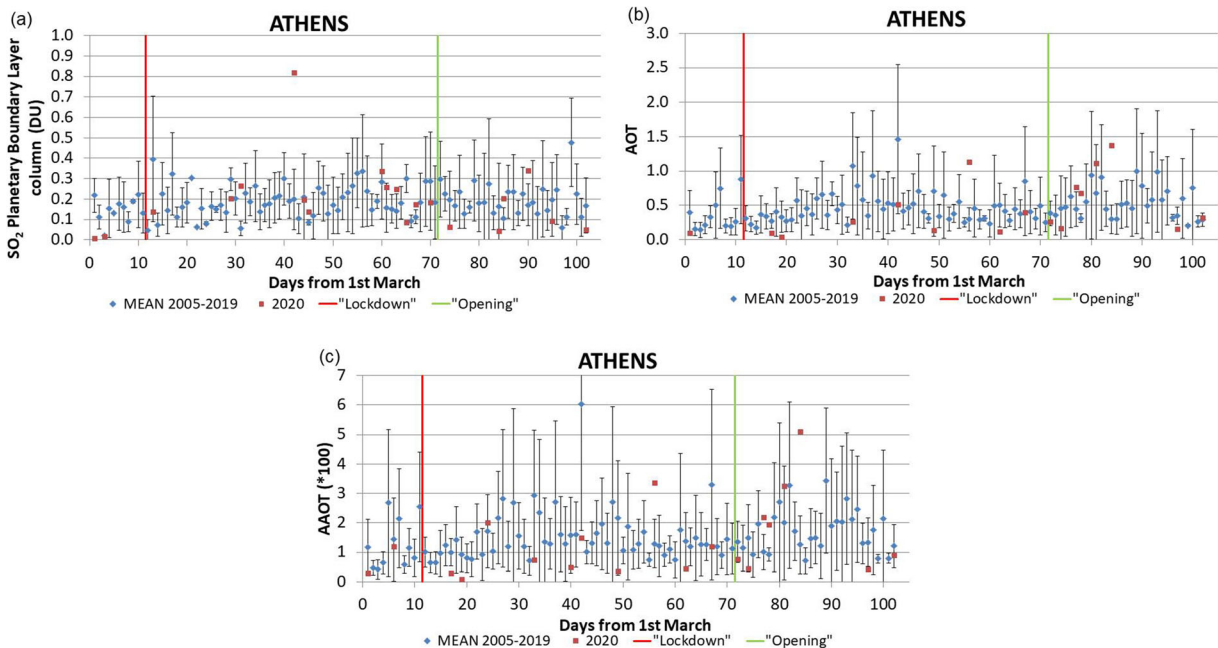 (a)
ATHENS
SO₂ Planetary Boundary Layer
column (DU)
1.0
0.9
0.8
0.7
0.6
0.5
0.4
0.3
0.2
0.1
0.0
0 10 20 30 40 50 60 70 80 90 100
Days from 1st March
MEAN 2005-2019 2020 "Lockdown" "Opening"
(b)
ATHENS
AOT
3.0
2.5
2.0
1.5
1.0
0.5
0.0
0 10 20 30 40 50 60 70 80 90 100
Days from 1st March
MEAN 2005-2019 2020 "Lockdown" "Opening"
(c)
ATHENS
AAOT (*100)
7
6
5
4
3
2
1
0
0 10 20 30 40 50 60 70 80 90 100
Days from 1st March
MEAN 2005-2019 2020 "Lockdown" "Opening"